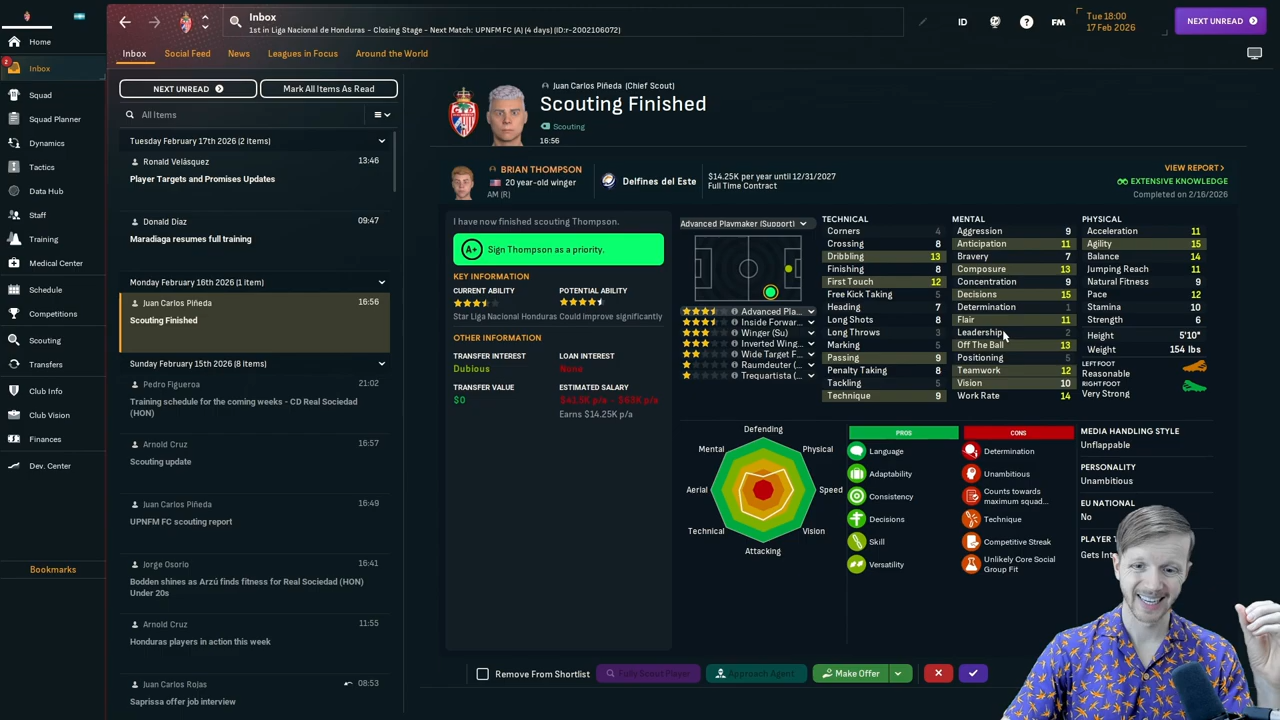 Inbox
1st in Liga Nacional de Honduras - Closing Stage - Next Match: UPNFM FC (A) (4 days) (ID:r-2002106072)
ID
FM
Tue 18:00
17 Feb 2026
NEXT UNREAD
Home
2
Inbox
Squad
Squad Planner
Dynamics
Tactics
Data Hub
Staff
Training
Medical Center
Schedule
Competitions
Scouting
Transfers
Club Info
Club Vision
Finances
Dev. Center
Bookmarks
Inbox
Social Feed
News
Leagues in Focus
Around the World
NEXT UNREAD
Mark All Items As Read
All Items
Tuesday February 17th 2026 (2 items)
Ronald Velásquez 13:46
Player Targets and Promises Updates
Donald Díaz 09:47
Maradiaga resumes full training
Monday February 16th 2026 (1 item)
Juan Carlos Piñeda 16:56
Scouting Finished
Sunday February 15th 2026 (8 items)
Pedro Figueroa 21:02
Training schedule for the coming weeks - CD Real Sociedad
(HON)
Arnold Cruz 16:57
Scouting update
Juan Carlos Piñeda 16:49
UPNFM FC scouting report
Jorge Osorio 16:41
Bodden shines as Arzú finds fitness for Real Sociedad (HON)
Under 20s
Arnold Cruz 11:55
Honduras players in action this week
Juan Carlos Rojas 08:53
Saprissa offer job interview
Juan Carlos Piñeda (Chief Scout)
Scouting Finished
Scouting
16:56
BRIAN THOMPSON
20 year-old winger
AM (R)
Delfines del Este
$14.25K per year until 12/31/2027
Full Time Contract
VIEW REPORT >
EXTENSIVE KNOWLEDGE
Completed on 2/16/2026
I have now finished scouting Thompson.
A+ Sign Thompson as a priority.
KEY INFORMATION
CURRENT ABILITY POTENTIAL ABILITY
Star Liga Nacional Honduras Could improve significantly
OTHER INFORMATION
TRANSFER INTEREST LOAN INTEREST
Dubious None
TRANSFER VALUE ESTIMATED SALARY
$0 $41.5K p/a - $63K p/a
Earns $14.25K p/a
Advanced Playmaker (Support)
Advanced Pla...
Inside Forwar...
Winger (Su)
Inverted Wing...
Wide Target F...
Raumdeuter (...
Trequartista (...
TECHNICAL
Corners 4
Crossing 8
Dribbling 13
Finishing 8
First Touch 12
Free Kick Taking 5
Heading 7
Long Shots 8
Long Throws 3
Marking 5
Passing 9
Penalty Taking 8
Tackling 5
Technique 9
MENTAL
Aggression 9
Anticipation 11
Bravery 7
Composure 13
Concentration 9
Decisions 15
Determination 1
Flair 11
Leadership 2
Off The Ball 13
Positioning 5
Teamwork 12
Vision 10
Work Rate 14
PHYSICAL
Acceleration 11
Agility 15
Balance 14
Jumping Reach 11
Natural Fitness 9
Pace 12
Stamina 10
Strength 6
Height 5'10"
Weight 154 lbs
LEFT FOOT
Reasonable
RIGHT FOOT
Very Strong
Defending
Mental Physical
Aerial Speed
Technical Vision
Attacking
PROS
Language
Adaptability
Consistency
Decisions
Skill
Versatility
CONS
Determination
Unambitious
Counts towards
maximum squad...
Technique
Competitive Streak
Unlikely Core Social
Group Fit
MEDIA HANDLING STYLE
Unflappable
PERSONALITY
Unambitious
EU NATIONAL
No
PLAYER T
Gets Int
Remove From Shortlist
Fully Scout Player
Approach Agent
Make Offer